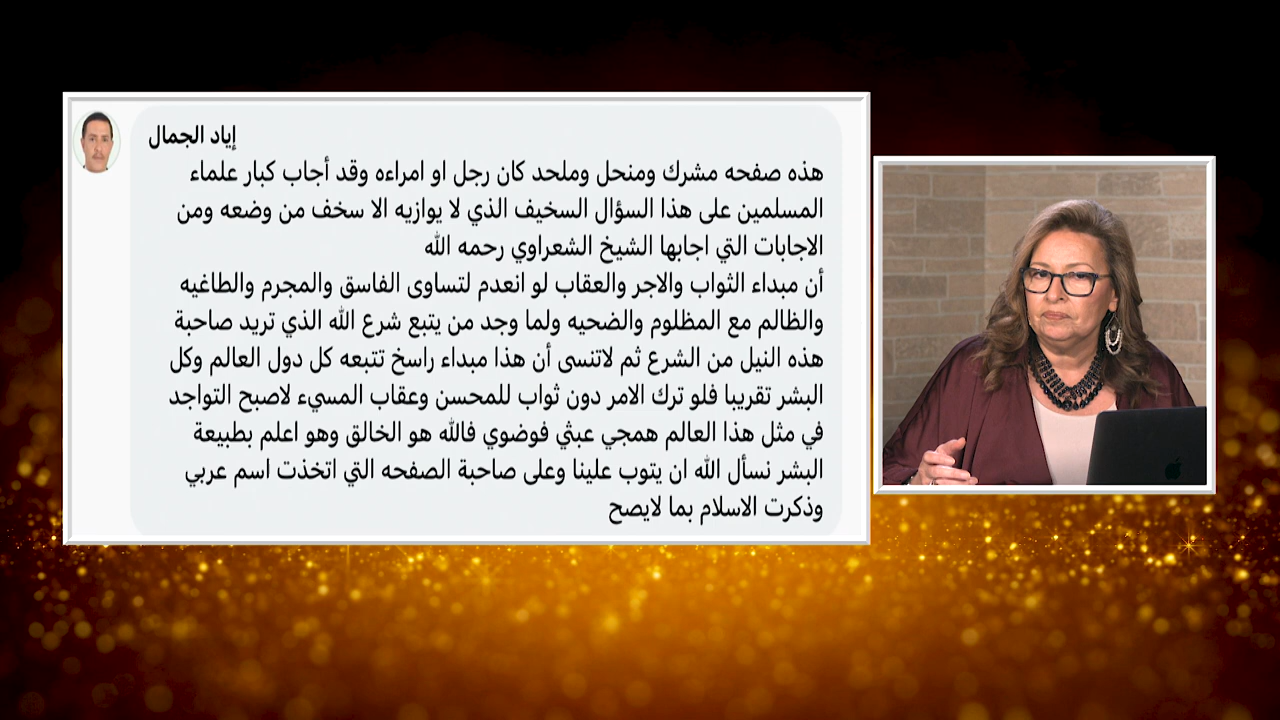 إياد الجمال
هذه صفحه مشرك ومنحل وملحد كان رجل او امراءه وقد أجاب كبار علماء
المسلمين على هذا السؤال السخيف الذي لا يوازيه الا سخف من وضعه ومن
الاجابات التي اجابها الشيخ الشعراوي رحمه الله
أن مبداء الثواب والاجر والعقاب لو انعدم لتساوى الفاسق والمجرم والطاغيه
والظالم مع المظلوم والضحيه ولما وجد من يتبع شرع الله الذي تريد صاحبة
هذه النيل من الشرع ثم لاتنسى أن هذا مبداء راسخ تتبعه كل دول العالم وكل
البشر تقريبا فلو ترك الامر دون ثواب للمحسن وعقاب المسيء لاصبح التواجد
في مثل هذا العالم همجي عبثي فوضوي فالله هو الخالق وهو اعلم بطبيعة
البشر نسأل الله ان يتوب علينا وعلى صاحبة الصفحه التي اتخذت اسم عربي
وذكرت الاسلام بما لايصح